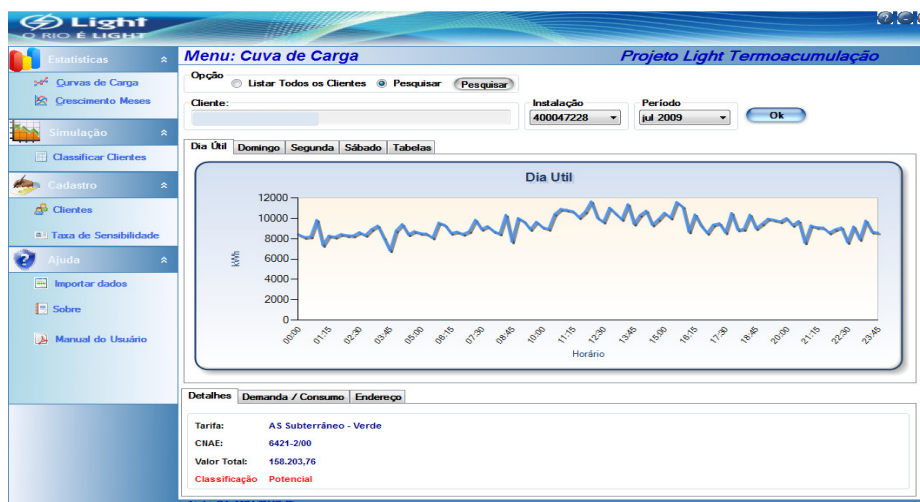 Light
O RIO É LIGHT
Estatísticas
Curvas de Carga
Crescimento Meses
Simulação
Classificar Clientes
Cadastro
Clientes
Taxa de Sensibilidade
Ajuda
Importar dados
Sobre
Manual do Usuário
Menu: Cuva de Carga
Projeto Light Termoacumulação
Opção
Listar Todos os Clientes Pesquisar Pesquisar
Cliente: Instalação Período
400047228 jul 2009 Ok
Dia Útil Domingo Segunda Sábado Tabelas
Dia Util
12000
10000
8000
6000
4000
2000
0
kWh
00:00 01:15 02:30 03:45 05:00 06:15 07:30 08:45 10:00 11:15 12:30 13:45 15:00 16:15 17:30 18:45 20:00 21:15 22:30 23:45
Horário
Detalhes Demanda / Consumo Endereço
Tarifa: AS Subterrâneo - Verde
CNAE: 6421-2/00
Valor Total: 158.203,76
Classificação Potencial